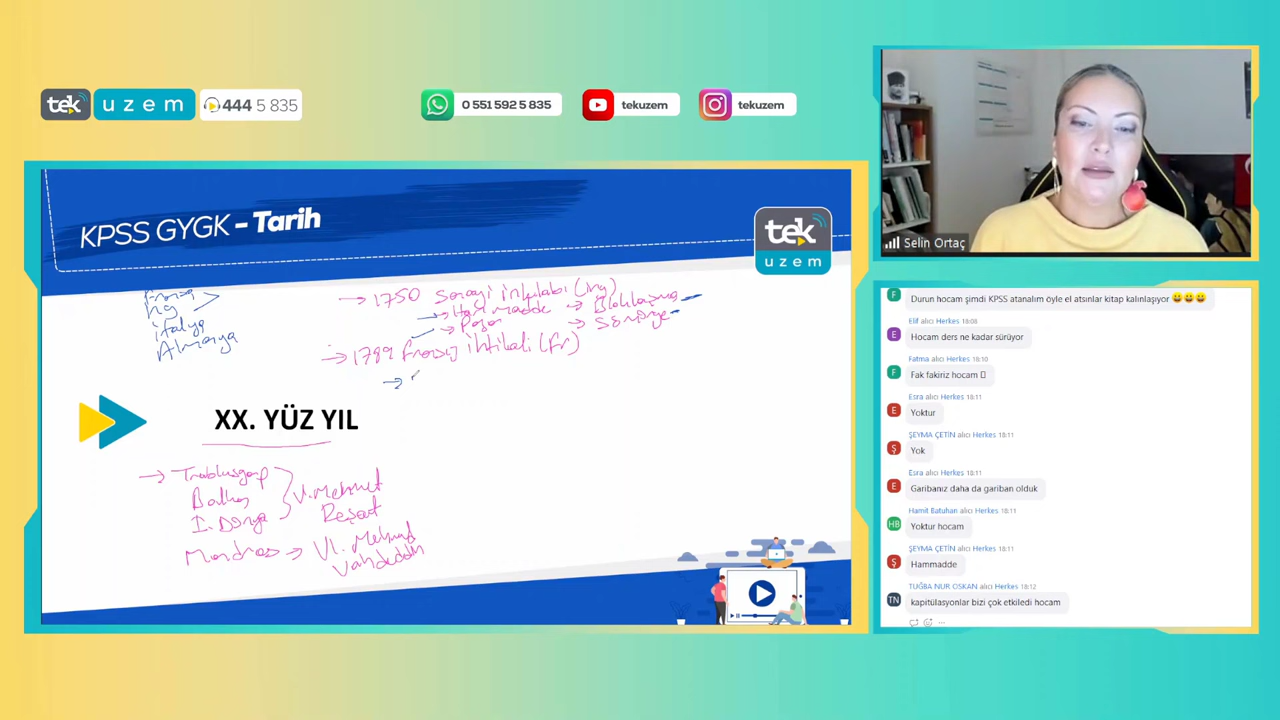 tek uzem 444 5 835
0 551 592 5 835
tekuzem
tekuzem
Selin Ortaç
KPSS GYGK - Tarih
tek
uzem
Fransa
İng
İtalya
Almanya
→ 1750 Sanayi İnkılabı (İng)
→ Hammadde → Bloklaşma
→ Pazar → Sömürge
→ 1789 Fransız İhtilali (Fr)
→
XX. YÜZ YIL
→ Trablusgarp
Balkan
I. Dünya
V. Mehmet
Reşat
Mondros → VI. Mehmed
Vahdeddin
F
Durun hocam şimdi KPSS atanalım öyle el atsınlar kitap kalınlaşıyor 😀😀😀
Elif alıcı Herkes 18:08
E
Hocam ders ne kadar sürüyor
Fatma alıcı Herkes 18:10
F
Fak fakiriz hocam
Esra alıcı Herkes 18:11
E
Yoktur
ŞEYMA ÇETİN alıcı Herkes 18:11
Ş
Yok
Esra alıcı Herkes 18:11
E
Garibanız daha da gariban olduk
Hamit Batuhan alıcı Herkes 18:11
HB
Yoktur hocam
ŞEYMA ÇETİN alıcı Herkes 18:11
Ş
Hammadde
TUĞBA NUR OSKAN alıcı Herkes 18:12
TN
kapitülasyonlar bizi çok etkiledi hocam